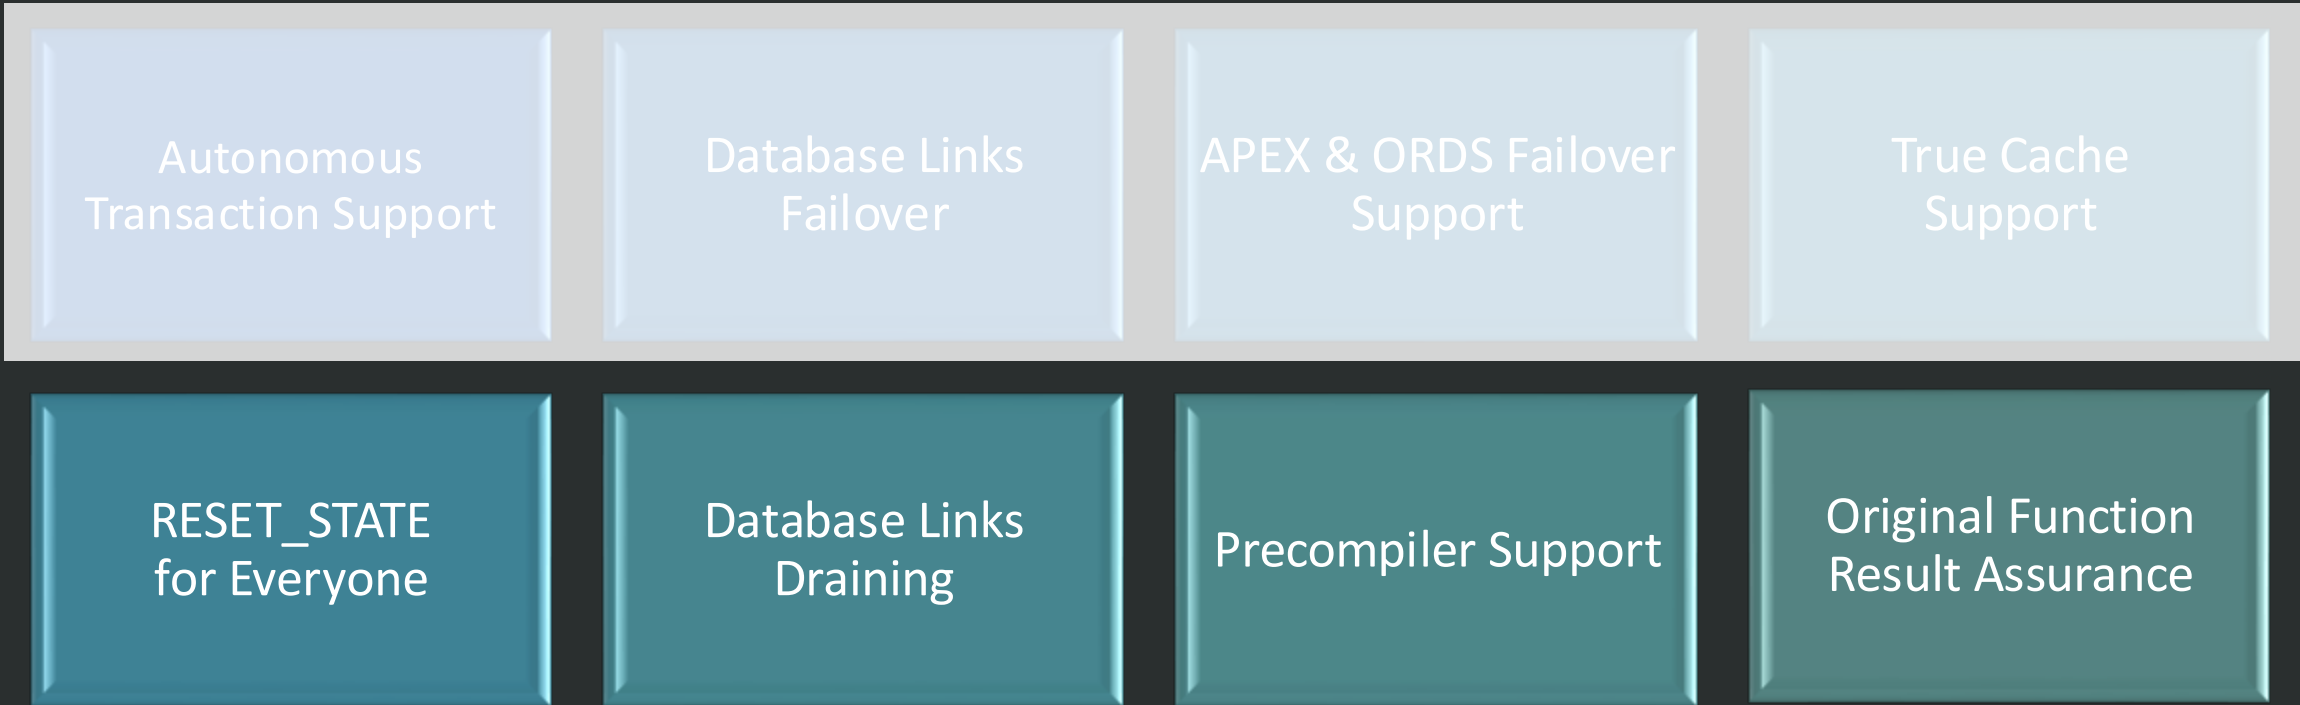 Autonomous
Transaction Support
Database Links
Failover
APEX & ORDS Failover
Support
True Cache
Support
RESET_STATE
for Everyone
Database Links
Draining
Precompiler Support
Original Function
Result Assurance